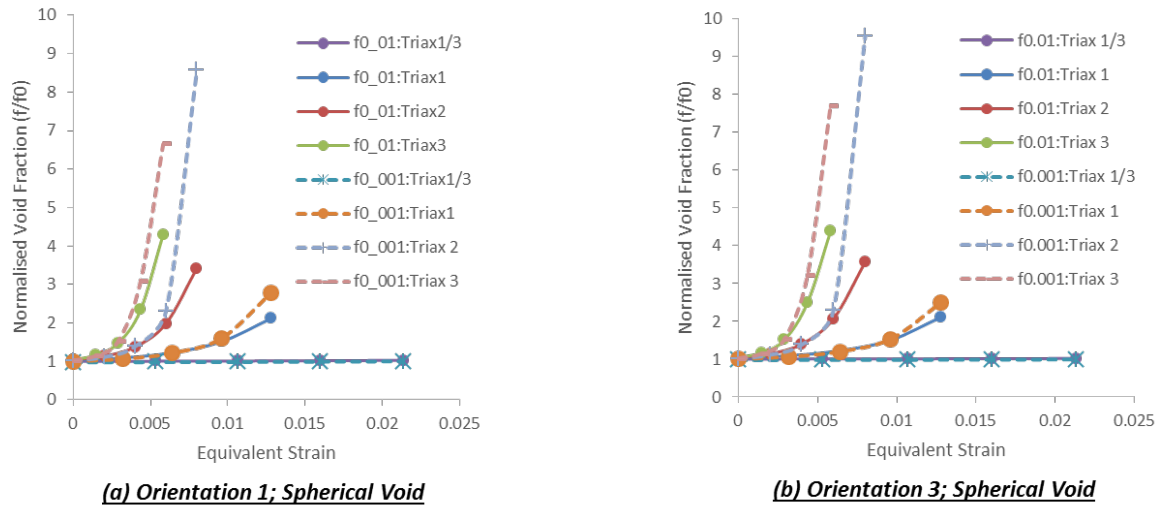 10
9
8
7
6
5
4
3
2
1
0
Normalised Void Fraction (f/f0)
0
0.005
0.01
0.015
0.02
0.025
Equivalent Strain
f0_01:Triax1/3
f0_01:Triax1
f0_01:Triax2
f0_01:Triax3
f0_001:Triax1/3
f0_001:Triax1
f0_001:Triax 2
f0_001:Triax 3
(a) Orientation 1; Spherical Void
10
9
8
7
6
5
4
3
2
1
0
Normalised Void Fraction (f/f0)
0
0.005
0.01
0.015
0.02
0.025
Equivalent Strain
f0.01:Triax 1/3
f0.01:Triax 1
f0.01:Triax 2
f0.01:Triax 3
f0.001:Triax 1/3
f0.001:Triax 1
f0.001:Triax 2
f0.001:Triax 3
(b) Orientation 3; Spherical Void